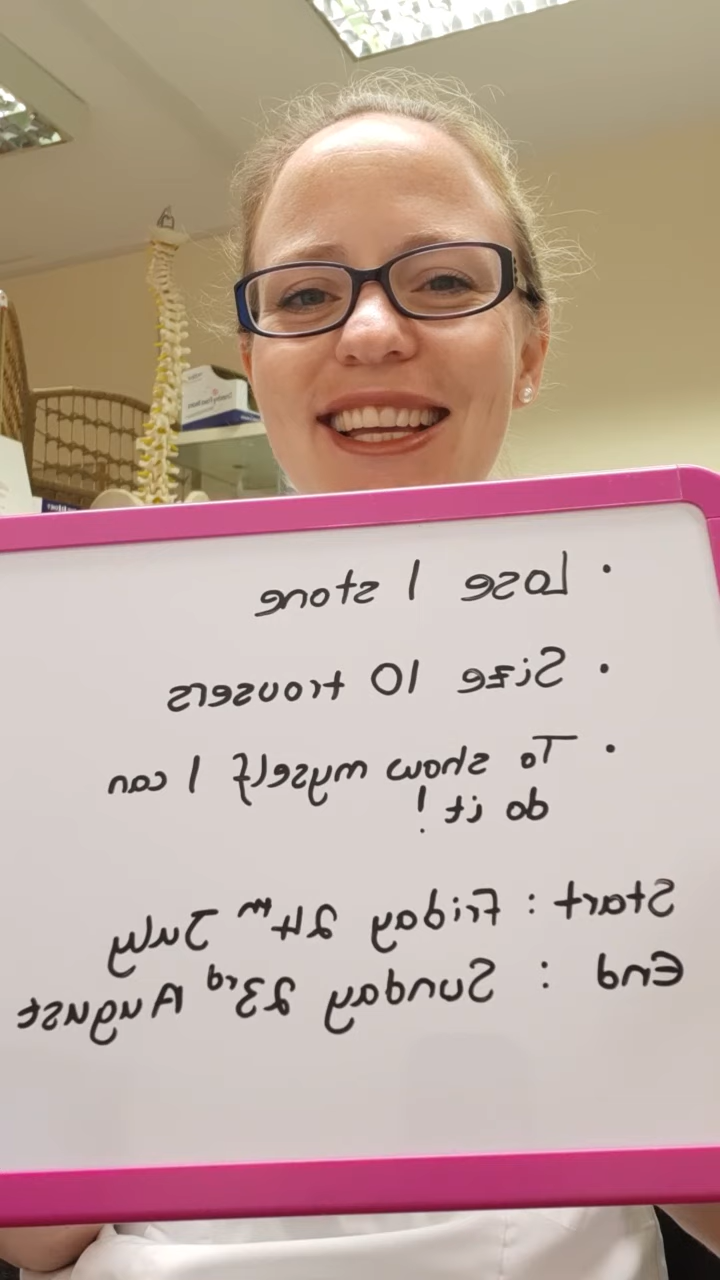 • Lose 1 stone
• Size 10 trousers
• To show myself I can
do it!
Start : Friday 24th July
End : Sunday 23rd August